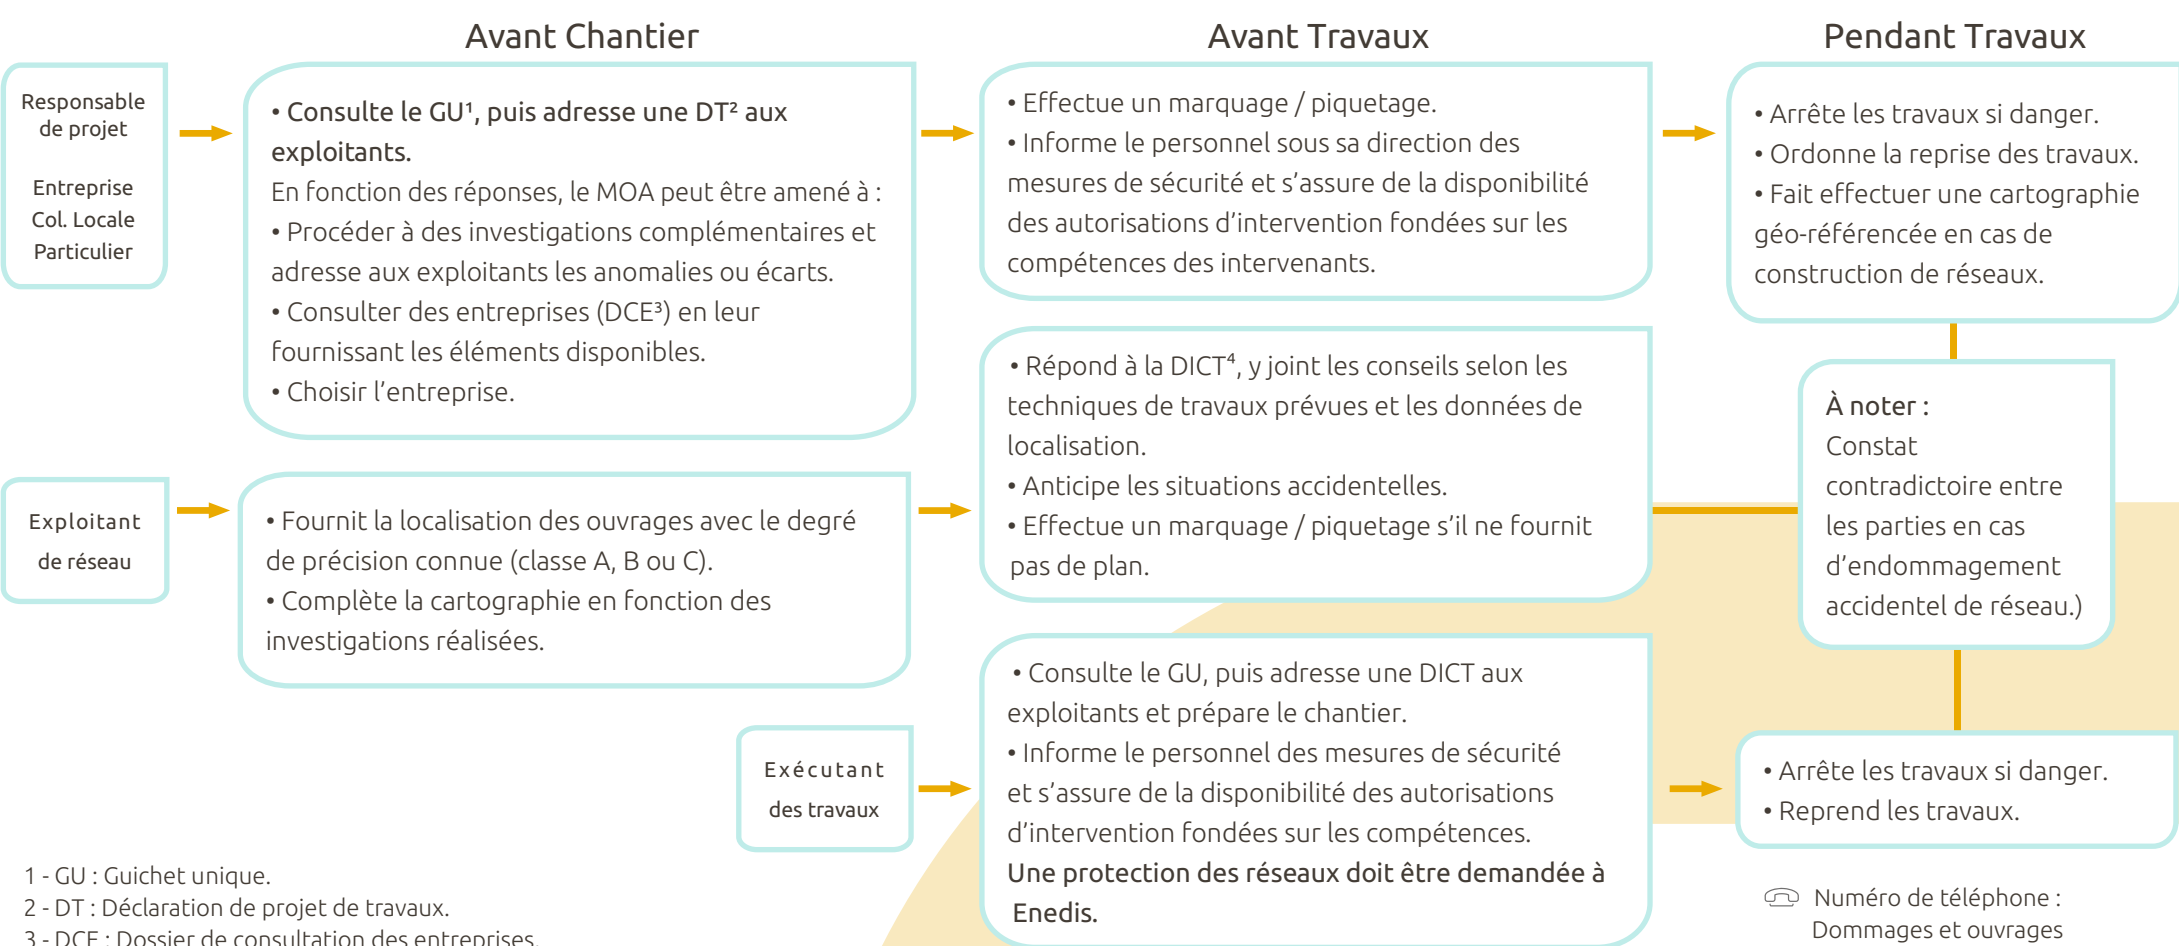 Avant Chantier
Avant Travaux
Pendant Travaux
Responsable
de projet
Entreprise
Col. Locale
Particulier
• Consulte le GU¹, puis adresse une DT² aux
exploitants.
En fonction des réponses, le MOA peut être amené à :
• Procéder à des investigations complémentaires et
adresse aux exploitants les anomalies ou écarts.
• Consulter des entreprises (DCE³) en leur
fournissant les éléments disponibles.
• Choisir l’entreprise.
• Effectue un marquage / piquetage.
• Informe le personnel sous sa direction des
mesures de sécurité et s’assure de la disponibilité
des autorisations d’intervention fondées sur les
compétences des intervenants.
• Arrête les travaux si danger.
• Ordonne la reprise des travaux.
• Fait effectuer une cartographie
géo-référencée en cas de
construction de réseaux.
Exploitant
de réseau
• Fournit la localisation des ouvrages avec le degré
de précision connue (classe A, B ou C).
• Complète la cartographie en fonction des
investigations réalisées.
• Répond à la DICT⁴, y joint les conseils selon les
techniques de travaux prévues et les données de
localisation.
• Anticipe les situations accidentelles.
• Effectue un marquage / piquetage s’il ne fournit
pas de plan.
À noter :
Constat
contradictoire entre
les parties en cas
d’endommagement
accidentel de réseau.)
Exécutant
des travaux
• Consulte le GU, puis adresse une DICT aux
exploitants et prépare le chantier.
• Informe le personnel des mesures de sécurité
et s’assure de la disponibilité des autorisations
d’intervention fondées sur les compétences.
Une protection des réseaux doit être demandée à
Enedis.
• Arrête les travaux si danger.
• Reprend les travaux.
1 - GU : Guichet unique.
2 - DT : Déclaration de projet de travaux.
3 - DCE : Dossier de consultation des entreprises.
Numéro de téléphone :
Dommages et ouvrages